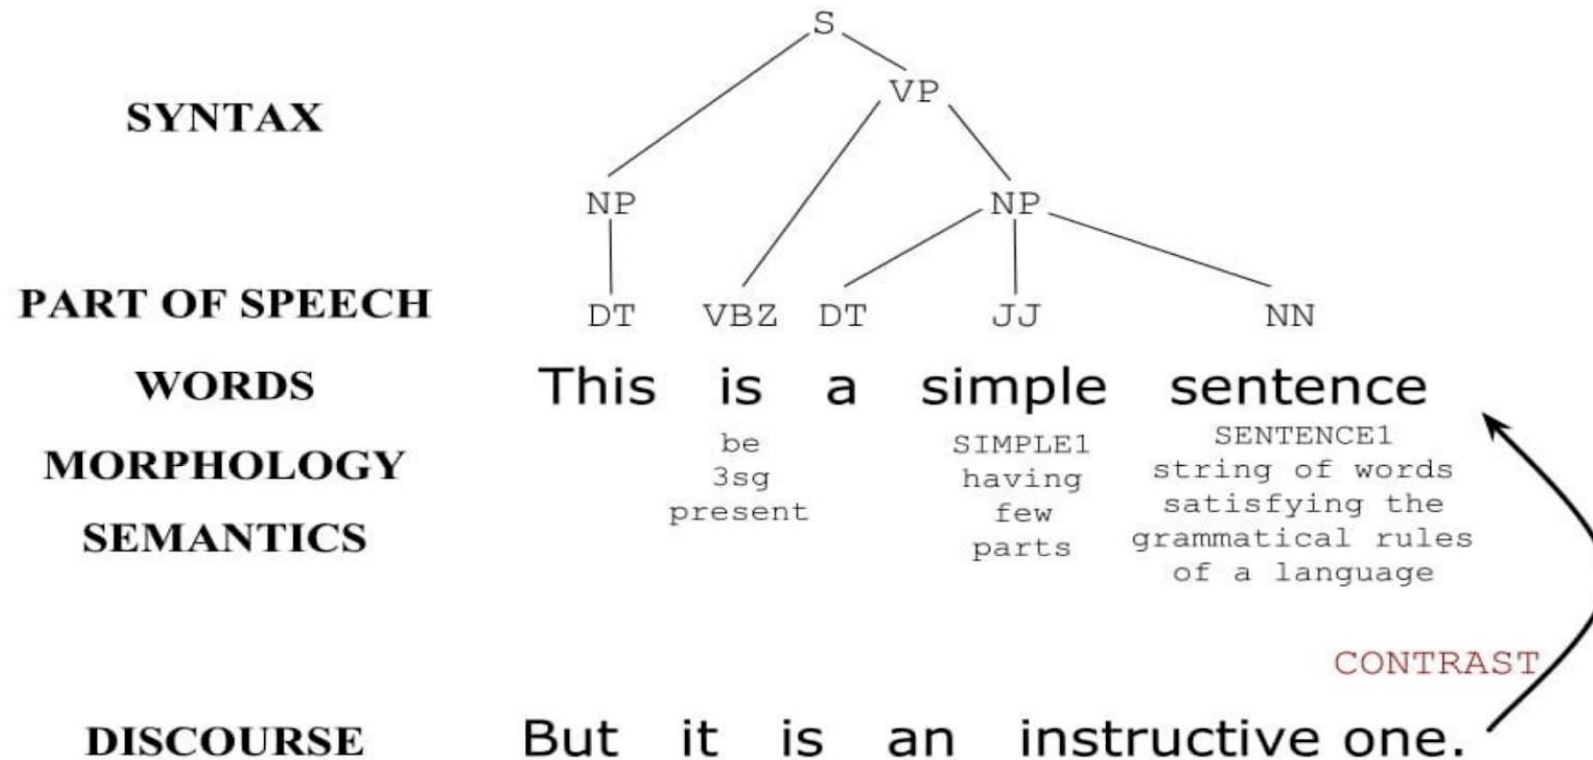 S
VP
SYNTAX
NP NP
PART OF SPEECH DT VBZ DT JJ NN
WORDS This is a simple sentence
MORPHOLOGY
SEMANTICS
be
3sg
present
SIMPLE1
having
few
parts
SENTENCE1
string of words
satisfying the
grammatical rules
of a language
CONTRAST
DISCOURSE But it is an instructive one.